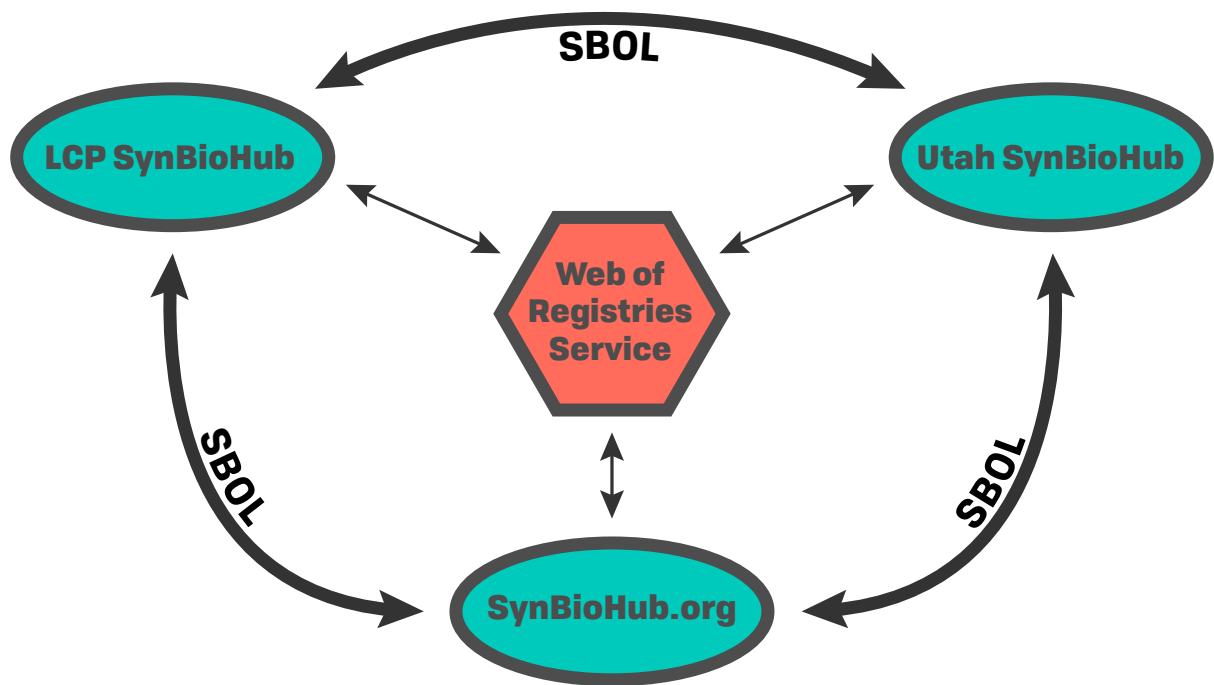 SBOL
LCP SynBioHub
Utah SynBioHub
Web of
Registries
Service
SBOL
SBOL
SynBioHub.org